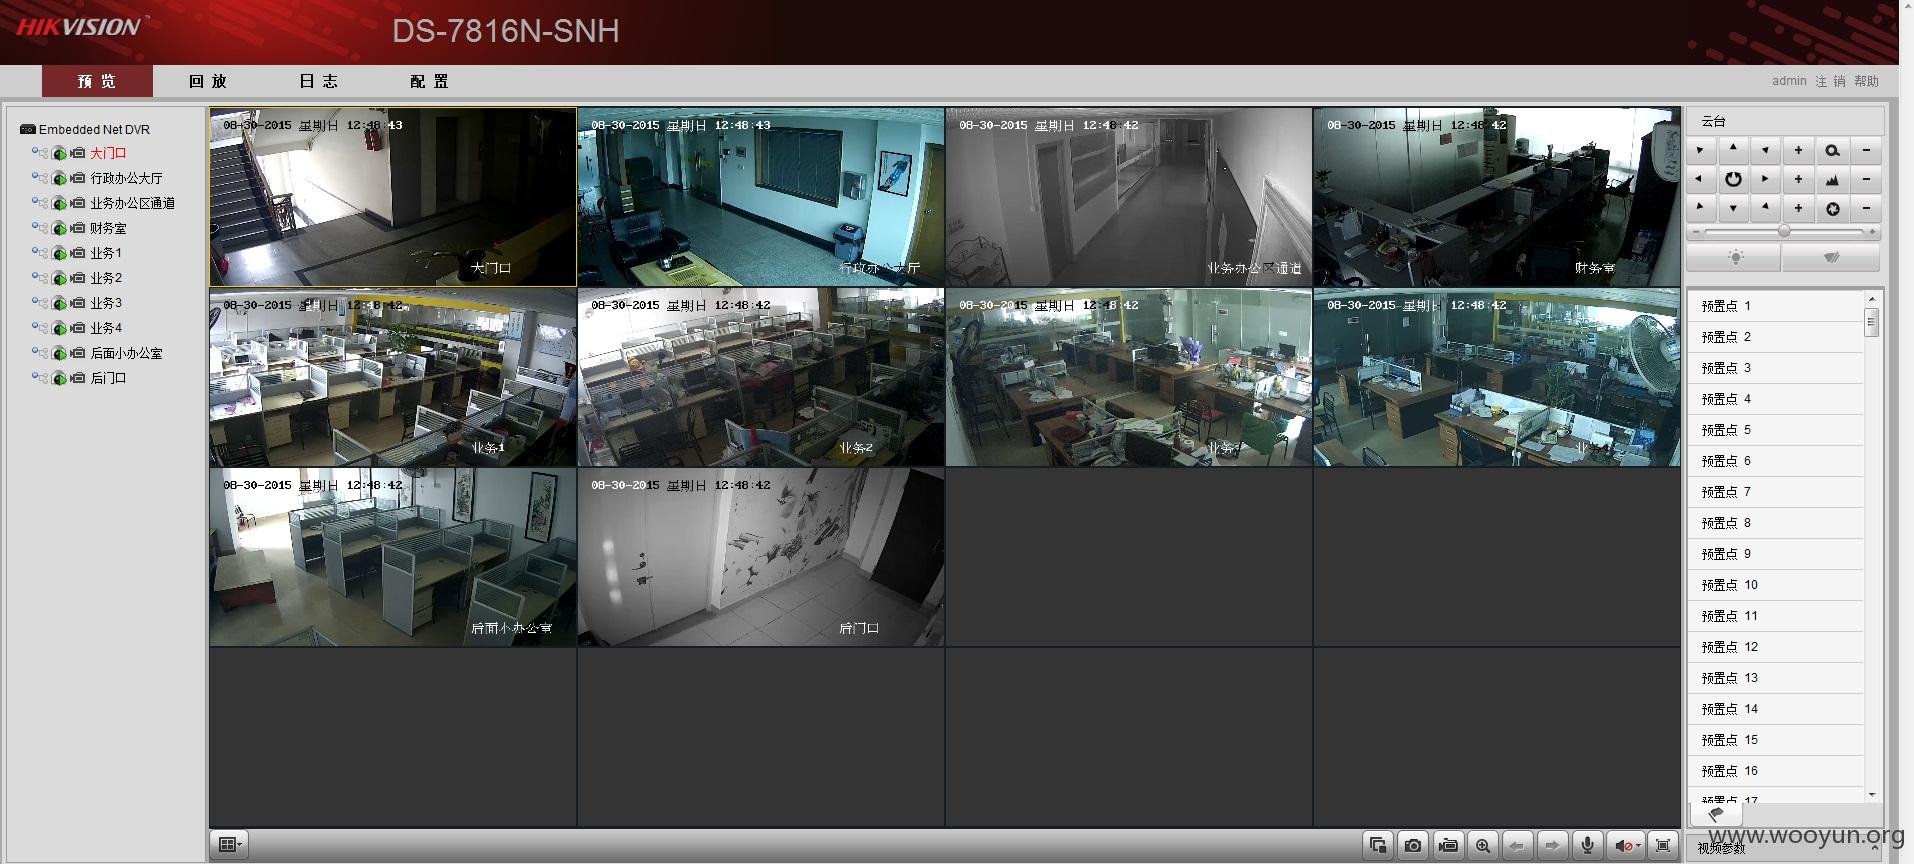 HIKVISION
DS-7816N-SNH
预览 回放 日志 配置
admin 注销 帮助
Embedded Net DVR
大门口
行政办公大厅
业务办公区通道
财务室
业务1
业务2
业务3
业务4
后面小办公室
后门口
08-30-2015 星期日 12:48:43
大门口
08-30-2015 星期日 12:48:43
行政办公大厅
08-30-2015 星期日 12:48:42
业务办公区通道
08-30-2015 星期日 12:48:42
财务室
08-30-2015 星期日 12:48:42
业务1
08-30-2015 星期日 12:48:42
业务2
08-30-2015 星期日 12:48:42
业务
08-30-2015 星期日 12:48:42
业
08-30-2015 星期日 12:48:42
后面小办公室
08-30-2015 星期日 12:48:42
后门口
云台
预置点 1
预置点 2
预置点 3
预置点 4
预置点 5
预置点 6
预置点 7
预置点 8
预置点 9
预置点 10
预置点 11
预置点 12
预置点 13
预置点 14
预置点 15
预置点 16
预置点 17
视频参数
www.wooyun.org